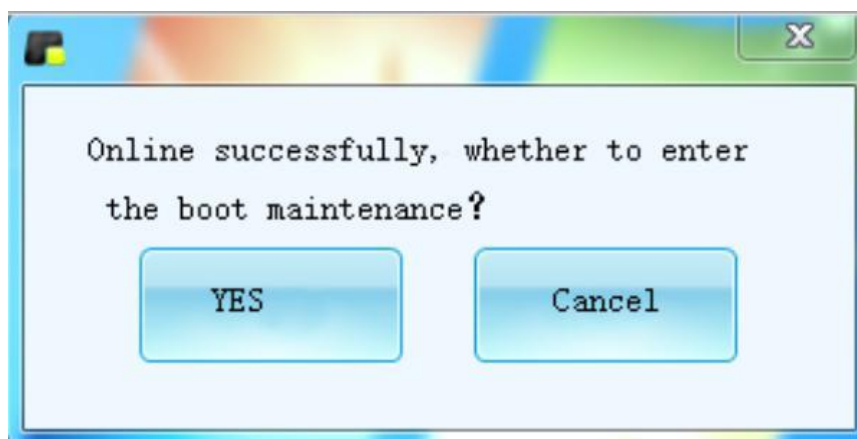 Online successfully, whether to enter
the boot maintenance?
YES
Cancel